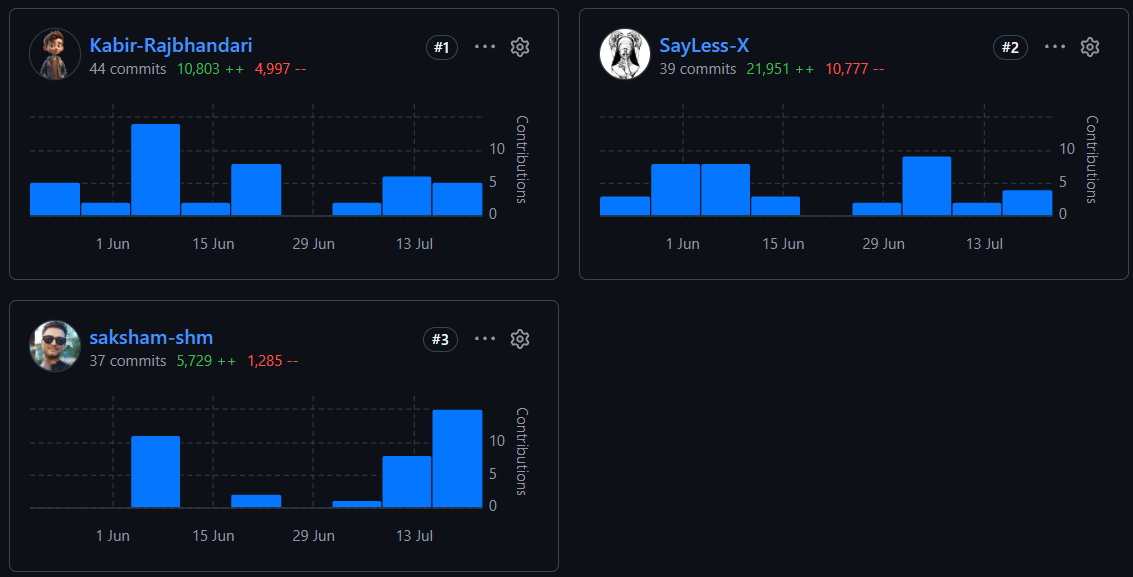 Kabir-Rajbhandari #1 ···
44 commits 10,803 ++ 4,997 --
Contributions
10
5
0
1 Jun 15 Jun 29 Jun 13 Jul
SayLess-X #2 ···
39 commits 21,951 ++ 10,777 --
Contributions
10
5
0
1 Jun 15 Jun 29 Jun 13 Jul
saksham-shm #3 ···
37 commits 5,729 ++ 1,285 --
Contributions
10
5
0
1 Jun 15 Jun 29 Jun 13 Jul